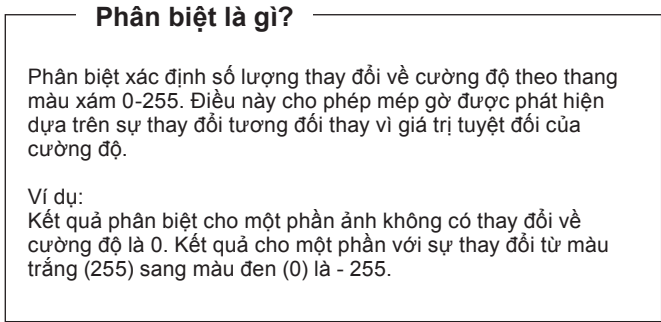 Phân biệt là gì?
Phân biệt xác định số lượng thay đổi về cường độ theo thang
màu xám 0-255. Điều này cho phép mép gờ được phát hiện
dựa trên sự thay đổi tương đối thay vì giá trị tuyệt đối của
cường độ.
Ví dụ:
Kết quả phân biệt cho một phần ảnh không có thay đổi về
cường độ là 0. Kết quả cho một phần với sự thay đổi từ màu
trắng (255) sang màu đen (0) là - 255.